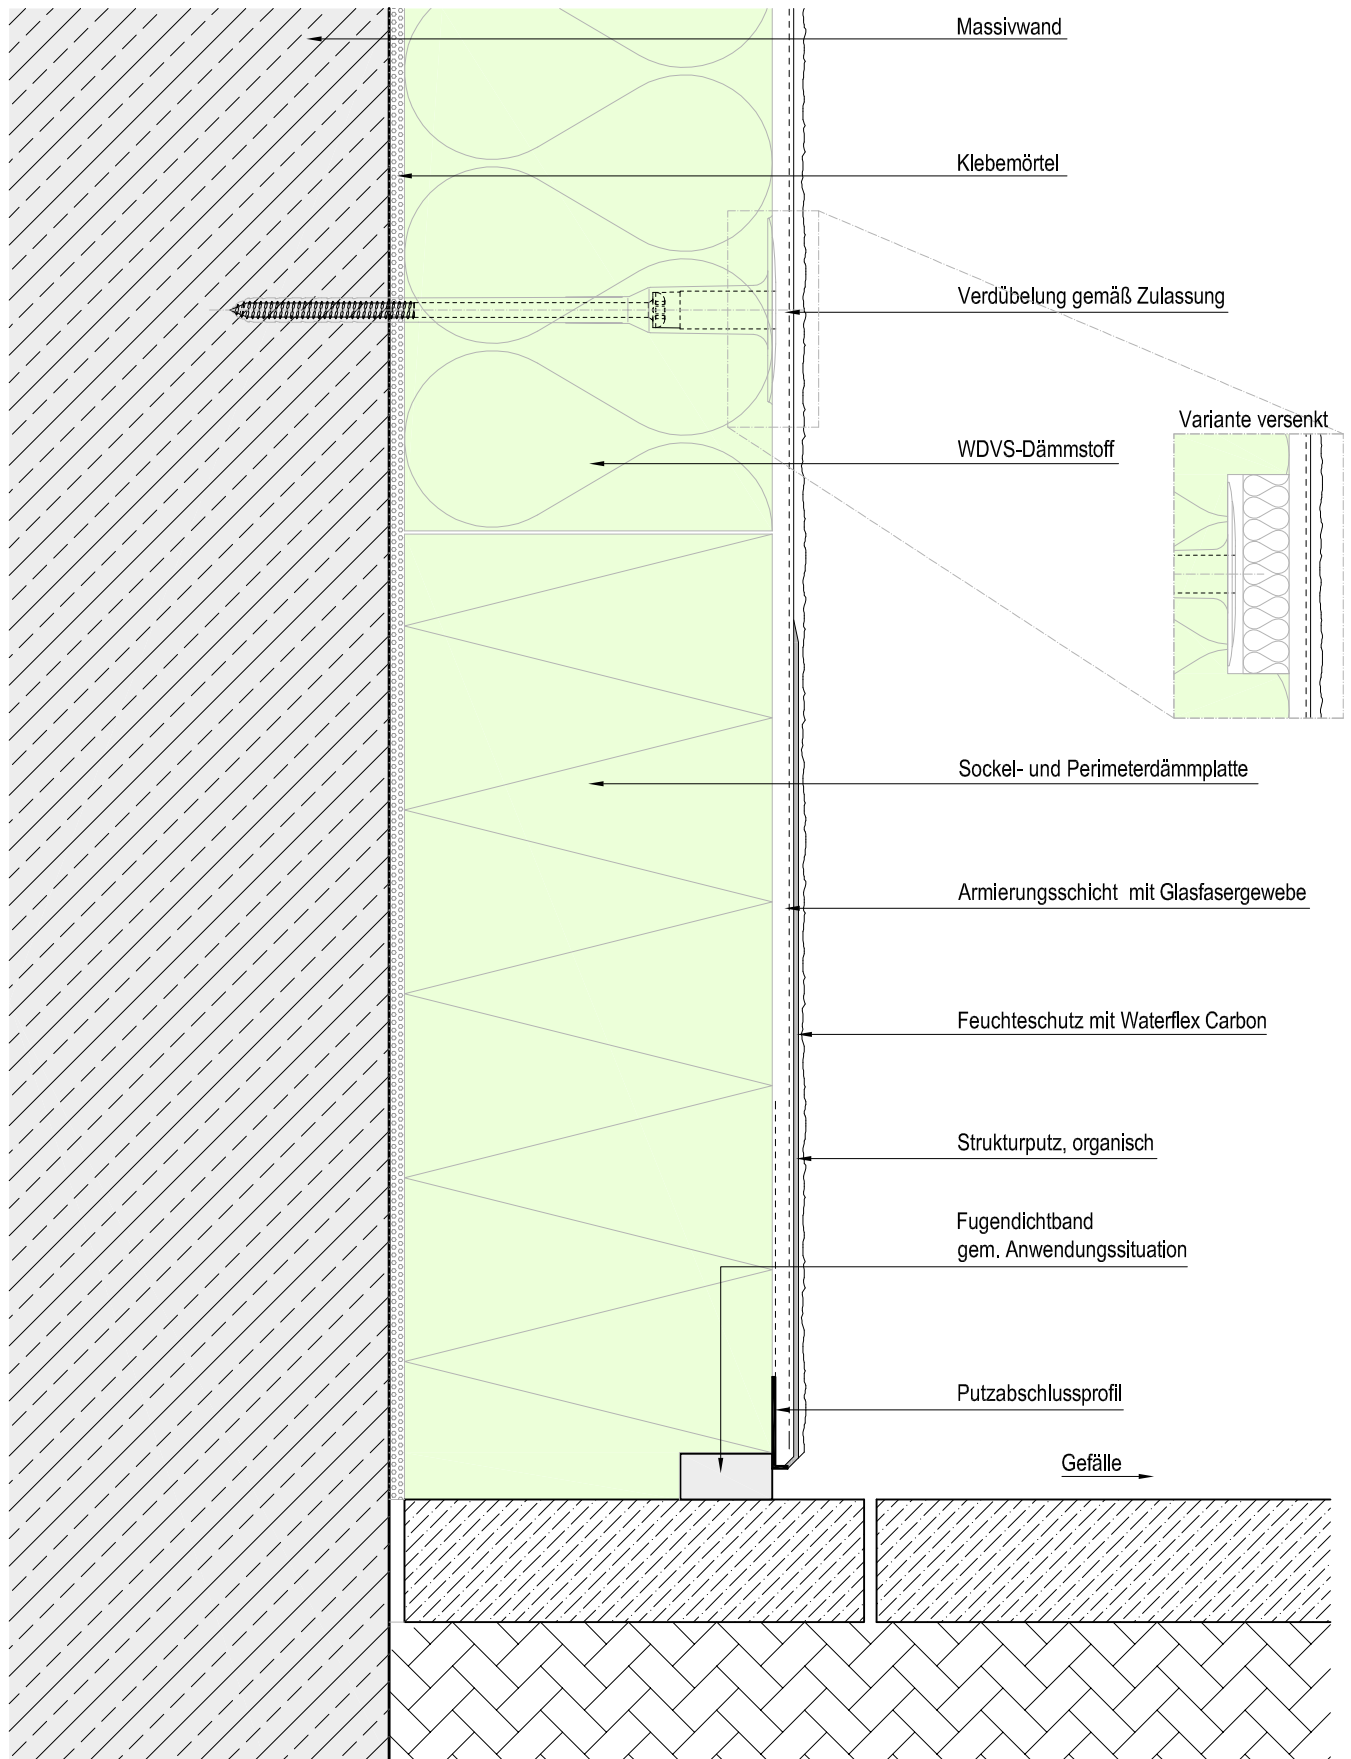 Massivwand
Klebemörtel
Verdübelung gemäß Zulassung
Variante versenkt
WDVS-Dämmstoff
Sockel- und Perimeterdämmplatte
Armierungsschicht mit Glasfasergewebe
Feuchteschutz mit Waterflex Carbon
Strukturputz, organisch
Fugendichtband
gem. Anwendungssituation
Putzabschlussprofil
Gefälle